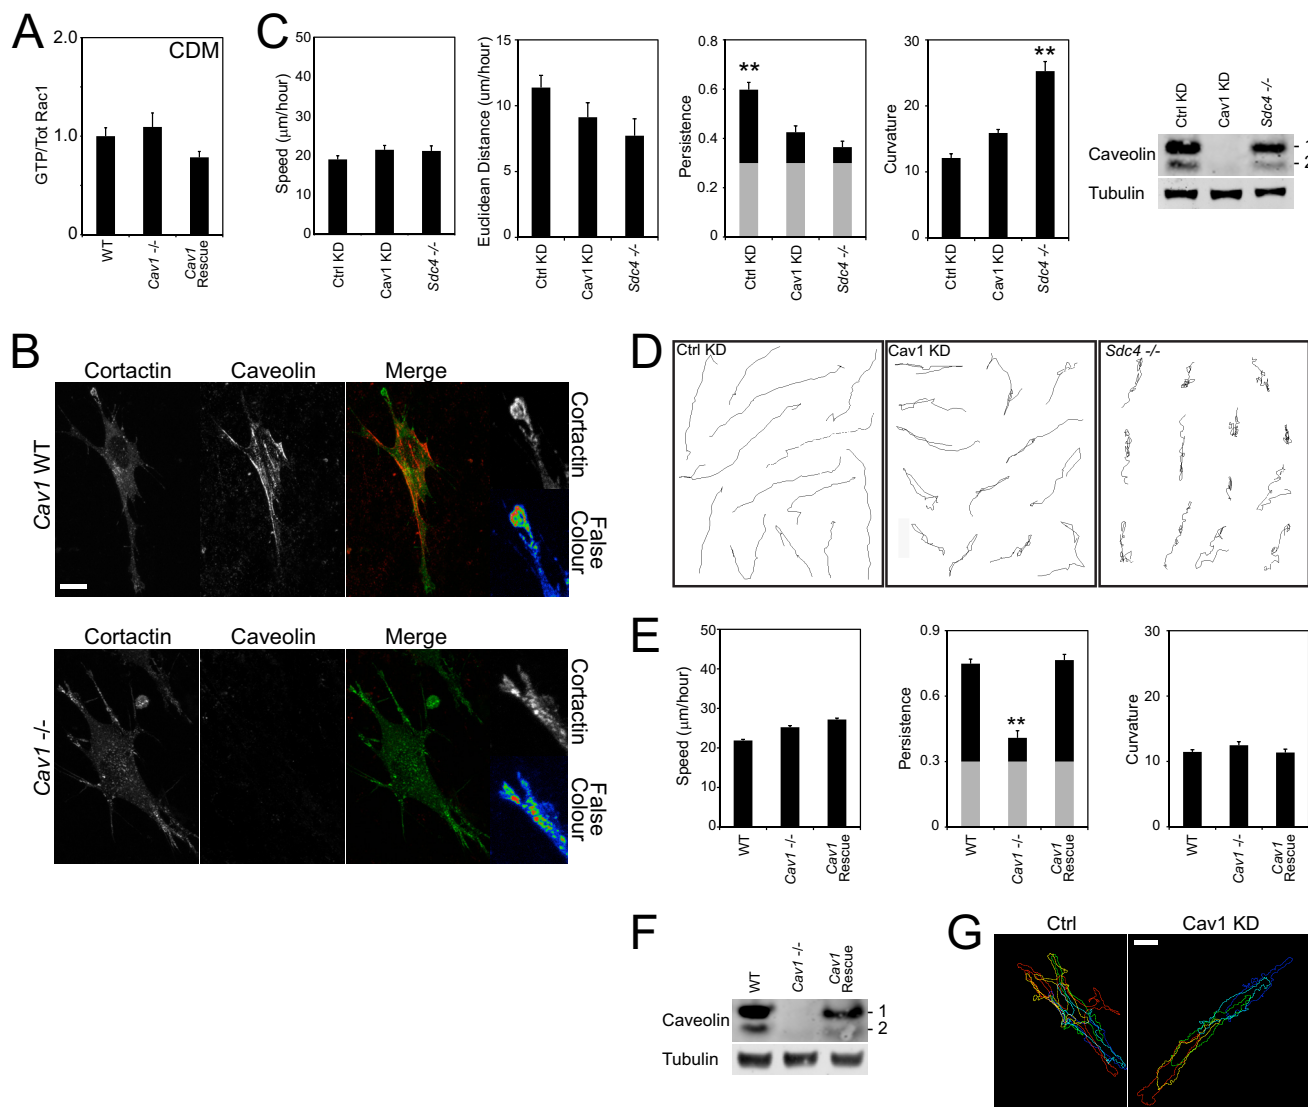 A
CDM
GTP/Tot Rac1
2.0
1.0
0
WT
Cav1 -/-
Cav1
Rescue
C
Speed (μm/hour)
50
40
30
20
10
0
Ctrl KD
Cav1 KD
Sdc4 -/-
Euclidean Distance (um/hour)
15
10
5
0
Ctrl KD
Cav1 KD
Sdc4 -/-
Persistence
0.8
0.6
0.4
0.2
0
**
Ctrl KD
Cav1 KD
Sdc4 -/-
Curvature
30
20
10
0
**
Ctrl KD
Cav1 KD
Sdc4 -/-
Ctrl KD
Cav1 KD
Sdc4 -/-
Caveolin
- 1
- 2
Tubulin
B
Cortactin
Caveolin
Merge
Cav1 WT
Cortactin
False
Colour
Cortactin
Caveolin
Merge
Cav1 -/-
Cortactin
False
Colour
D
Ctrl KD
Cav1 KD
Sdc4 -/-
E
Speed (μm/hour)
50
40
30
20
10
0
WT
Cav1 -/-
Cav1
Rescue
Persistence
0.9
0.6
0.3
0
**
WT
Cav1 -/-
Cav1
Rescue
Curvature
30
20
10
0
WT
Cav1 -/-
Cav1
Rescue
F
WT
Cav1 -/-
Cav1
Rescue
Caveolin
- 1
- 2
Tubulin
G
Ctrl
Cav1 KD